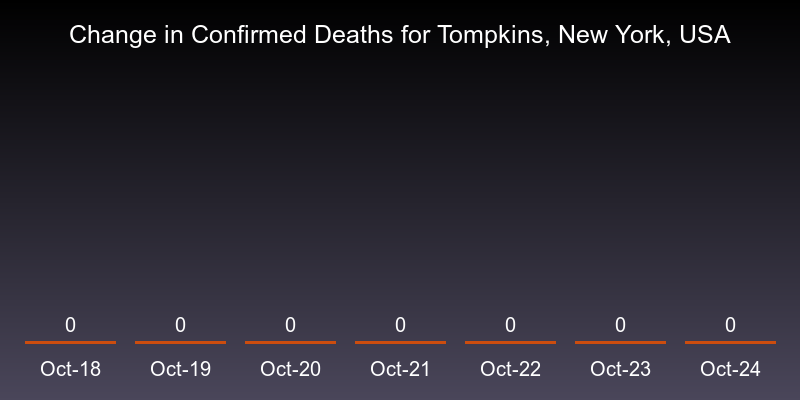 Change in Confirmed Deaths for Tompkins, New York, USA
0 0 0 0 0 0 0
Oct-18 Oct-19 Oct-20 Oct-21 Oct-22 Oct-23 Oct-24